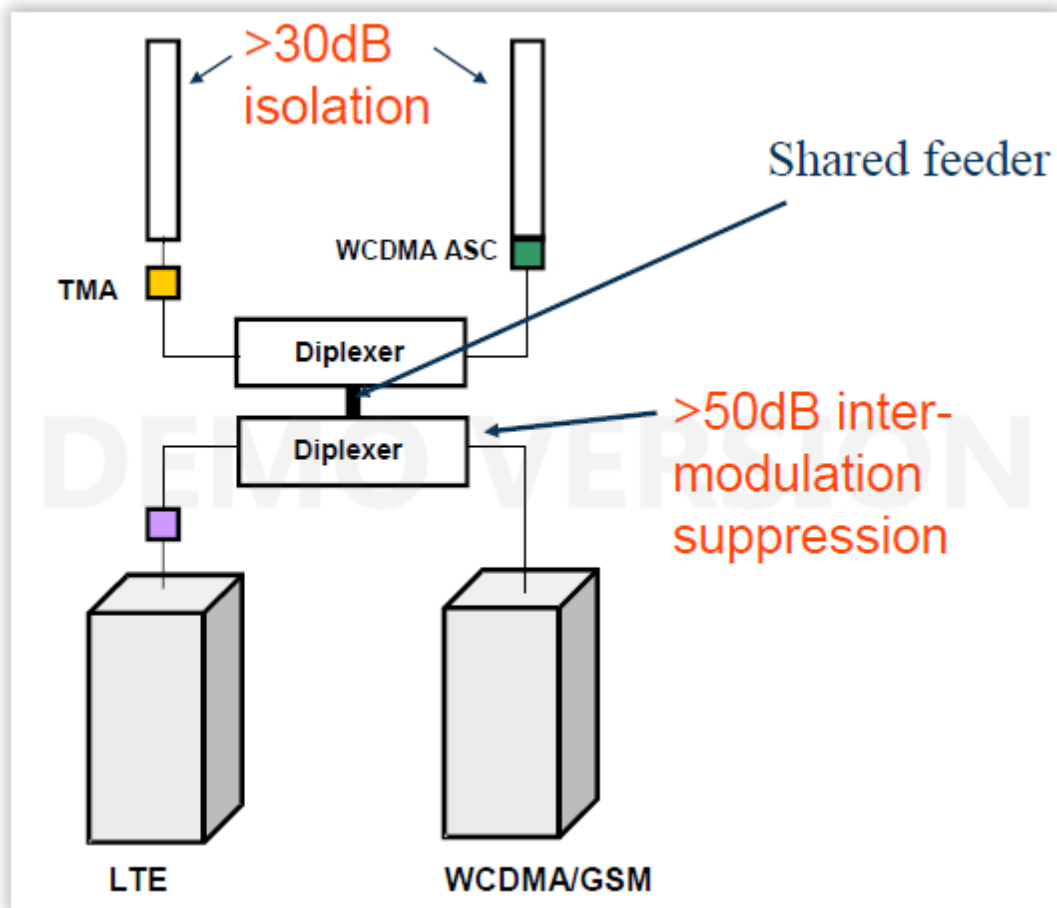 >30dB
isolation
Shared feeder
WCDMA ASC
TMA
Diplexer
Diplexer
>50dB inter-
modulation
suppression
DEMO VERSION
LTE
WCDMA/GSM